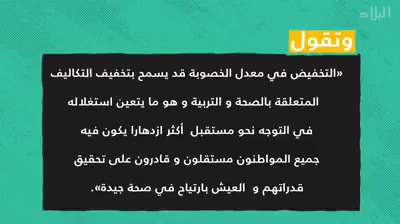 البلاد
وتقول
«التخفيض في معدل الخصوبة قد يسمح بتخفيف التكاليف
المتعلقة بالصحة و التربية و هو ما يتعين استغلاله
في التوجه نحو مستقبل أكثر ازدهارا يكون فيه
جميع المواطنون مستقلون و قادرون على تحقيق
قدراتهم و العيش بارتياح في صحة جيدة».